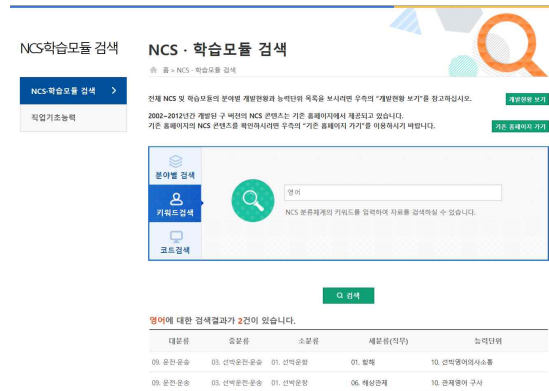 NCS학습모듈 검색
NCS · 학습모듈 검색
홈 > NCS · 학습모듈 검색
NCS·학습모듈 검색 >
직업기초능력
전체 NCS 및 학습모듈의 분야별 개발현황과 능력단위 목록을 보시려면 우측의 "개발현황 보기"를 참고하십시오.
개발현황 보기
2002~2012년간 개발된 구 버전의 NCS 콘텐츠는 기존 홈페이지에서 제공되고 있습니다.
기존 홈페이지의 NCS 콘텐츠를 확인하시려면 우측의 "기존 홈페이지 가기"를 이용하시기 바랍니다.
기존 홈페이지 가기
분야별 검색
키워드검색
코드검색
영어
NCS 분류체계의 키워드를 입력하여 자료를 검색하실 수 있습니다.
검색
영어에 대한 검색결과가 2건이 있습니다.
대분류 중분류 소분류 세분류(직무) 능력단위
09. 운전·운송 03. 선박운전·운송 01. 선박운항 01. 항해 10. 선박영어의사소통
09. 운전·운송 03. 선박운전·운송 01. 선박운항 06. 해상관제 10. 관제영어 구사